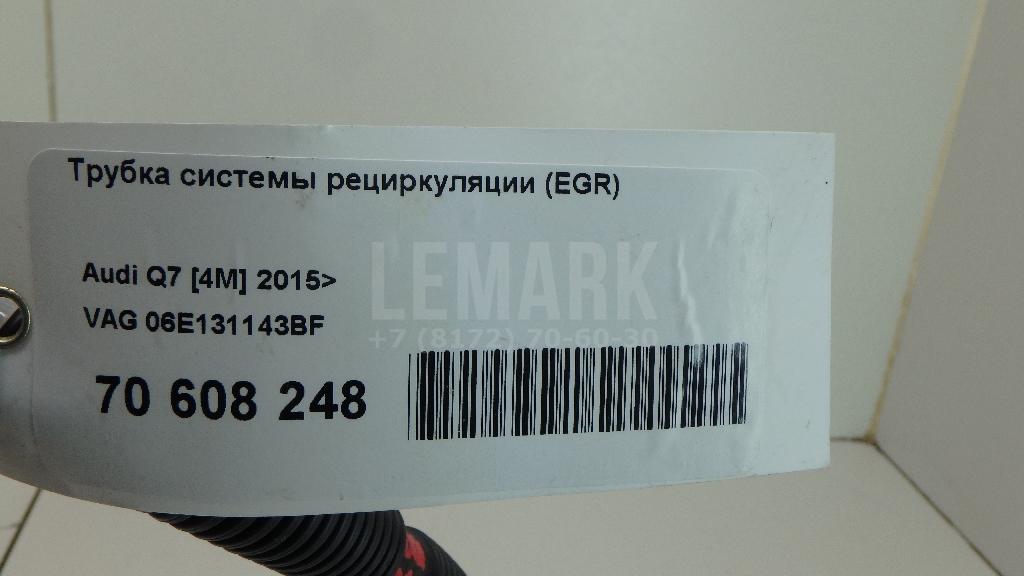 Трубка системы рециркуляции (EGR)
Audi Q7 [4M] 2015>
VAG 06E131143BF
70 608 248
LEMARK
+7 (8172) 70-60-30